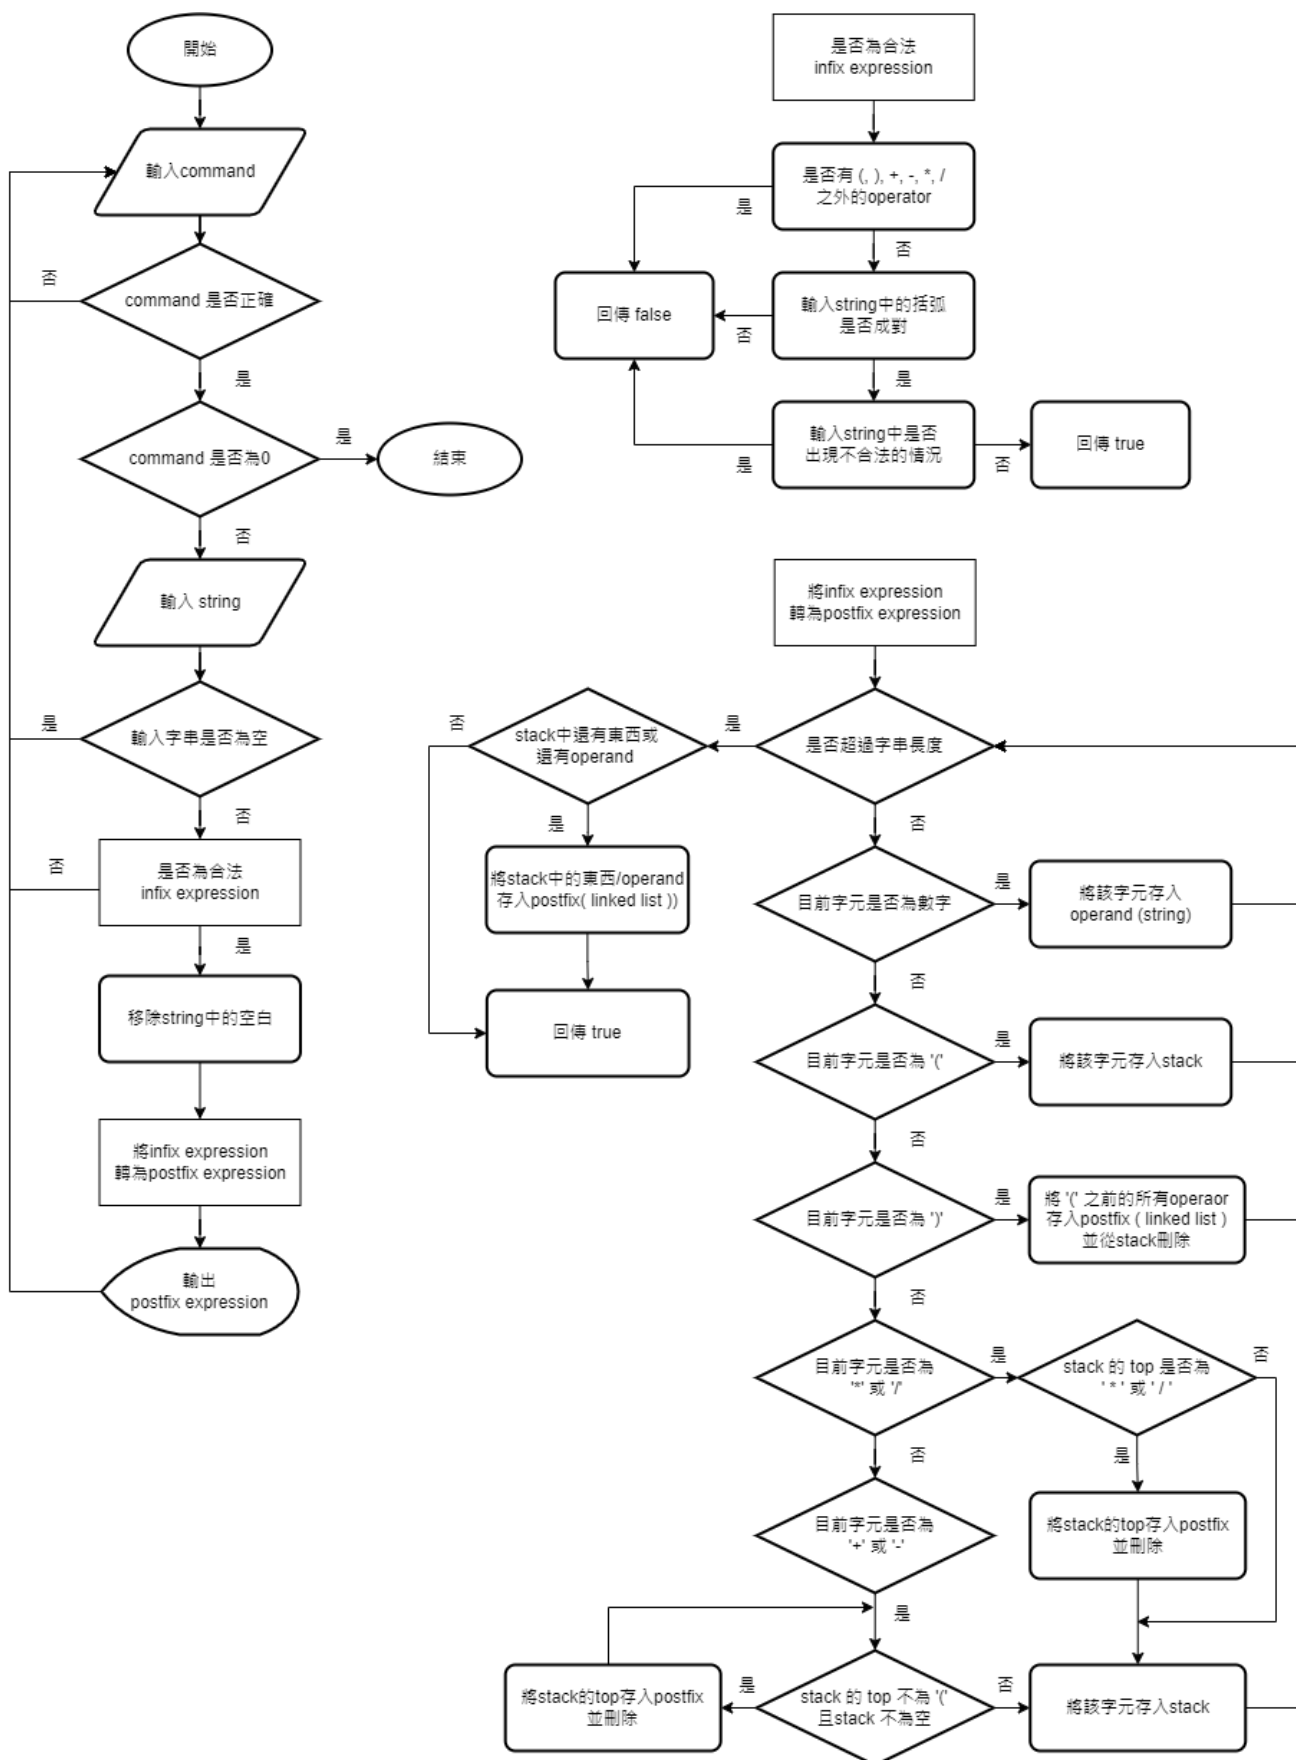 開始
輸入command
command 是否正確
否
是
command 是否為0
是
結束
否
輸入 string
輸入字串是否為空
是
否
是否為合法
infix expression
否
是
移除string中的空白
將infix expression
轉為postfix expression
輸出
postfix expression
是否為合法
infix expression
是否有 (, ), +, -, *, /
之外的operator
是
否
回傳 false
輸入string中的括弧
是否成對
否
是
輸入string中是否
出現不合法的情況
是
否
回傳 true
將infix expression
轉為postfix expression
是否超過字串長度
是
stack中還有東西或
還有operand
否
是
將stack中的東西/operand
存入postfix( linked list ))
回傳 true
否
目前字元是否為數字
是
將該字元存入
operand (string)
否
目前字元是否為 '('
是
將該字元存入stack
否
目前字元是否為 ')'
是
將 '(' 之前的所有operaor
存入postfix ( linked list )
並從stack刪除
否
目前字元是否為
'*' 或 '/'
是
stack 的 top 是否為
' * ' 或 ' / '
否
是
將stack的top存入postfix
並刪除
否
目前字元是否為
'+' 或 '-'
是
stack 的 top 不為 '('
且stack 不為空
是
將stack的top存入postfix
並刪除
否
將該字元存入stack